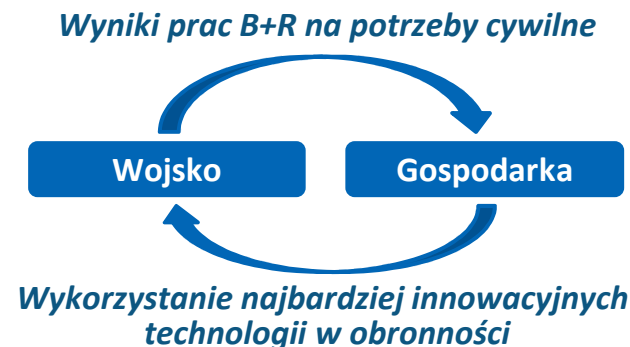 Wyniki prac B+R na potrzeby cywilne
Wojsko
Gospodarka
Wykorzystanie najbardziej innowacyjnych
technologii w obronności